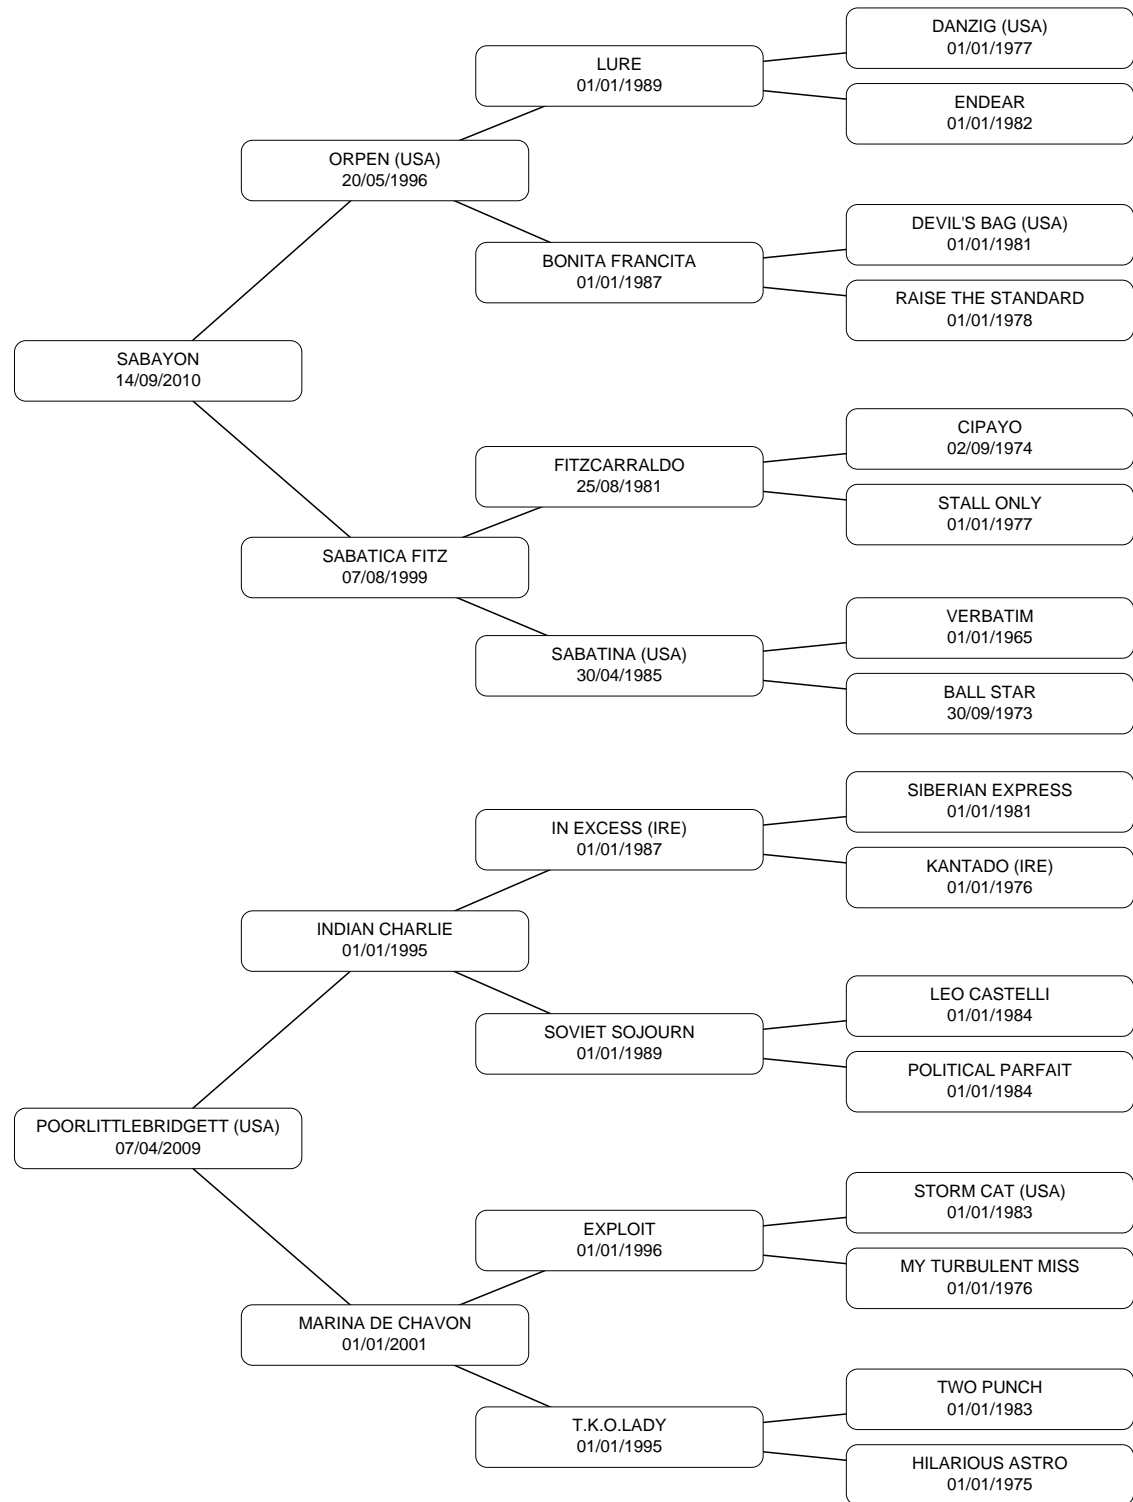 DANZIG (USA)
01/01/1977
LURE
01/01/1989
ENDEAR
01/01/1982
ORPEN (USA)
20/05/1996
DEVIL'S BAG (USA)
01/01/1981
BONITA FRANCITA
01/01/1987
RAISE THE STANDARD
01/01/1978
SABAYON
14/09/2010
CIPAYO
02/09/1974
FITZCARRALDO
25/08/1981
STALL ONLY
01/01/1977
SABATICA FITZ
07/08/1999
VERBATIM
01/01/1965
SABATINA (USA)
30/04/1985
BALL STAR
30/09/1973
SIBERIAN EXPRESS
01/01/1981
IN EXCESS (IRE)
01/01/1987
KANTADO (IRE)
01/01/1976
INDIAN CHARLIE
01/01/1995
LEO CASTELLI
01/01/1984
SOVIET SOJOURN
01/01/1989
POLITICAL PARFAIT
01/01/1984
POORLITTLEBRIDGETT (USA)
07/04/2009
STORM CAT (USA)
01/01/1983
EXPLOIT
01/01/1996
MY TURBULENT MISS
01/01/1976
MARINA DE CHAVON
01/01/2001
TWO PUNCH
01/01/1983
T.K.O.LADY
01/01/1995
HILARIOUS ASTRO
01/01/1975